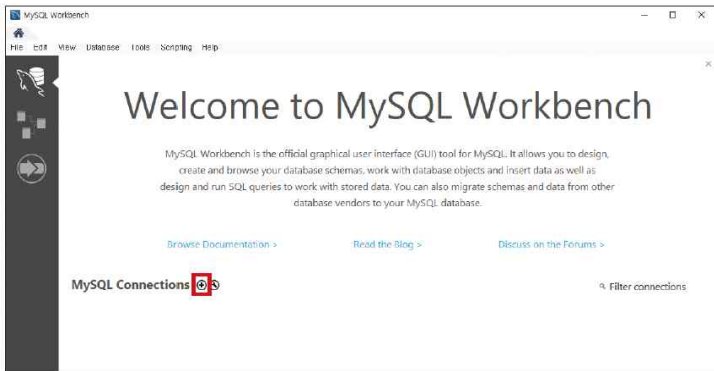 MySQL Workbench
File Edit View Database Tools Scripting Help
Welcome to MySQL Workbench
MySQL Workbench is the official graphical user interface (GUI) tool for MySQL. It allows you to design,
create and browse your database schemas, work with database objects and insert data as well as
design and run SQL queries to work with stored data. You can also migrate schemas and data from other
database vendors to your MySQL database.
Browse Documentation >
Read the Blog >
Discuss on the Forums >
MySQL Connections
Filter connections